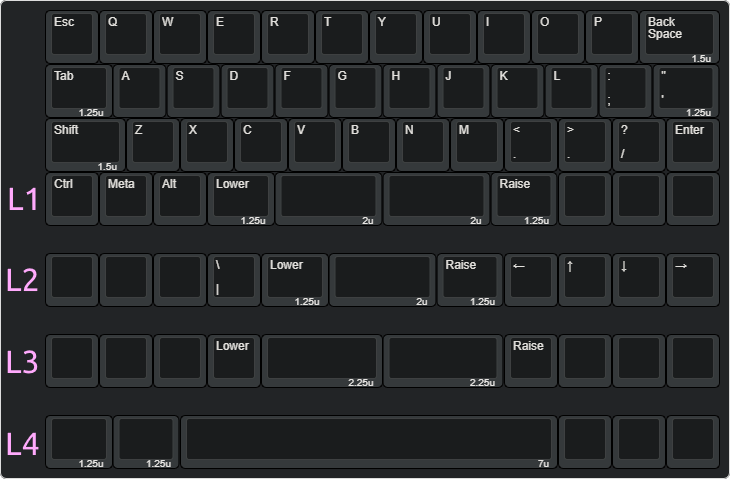 Esc Q W E R T Y U I O P Back
Space
1.5u
Tab A S D F G H J K L : "
; '
1.25u 1.25u
Shift Z X C V B N M < > ? Enter
. . /
1.5u
L1 Ctrl Meta Alt Lower Raise
1.25u 2u 2u 1.25u
L2 \ Lower Raise ← ↑ ↓ →
|
1.25u 2u 1.25u
L3 Lower Raise
2.25u 2.25u
L4
1.25u 1.25u 7u